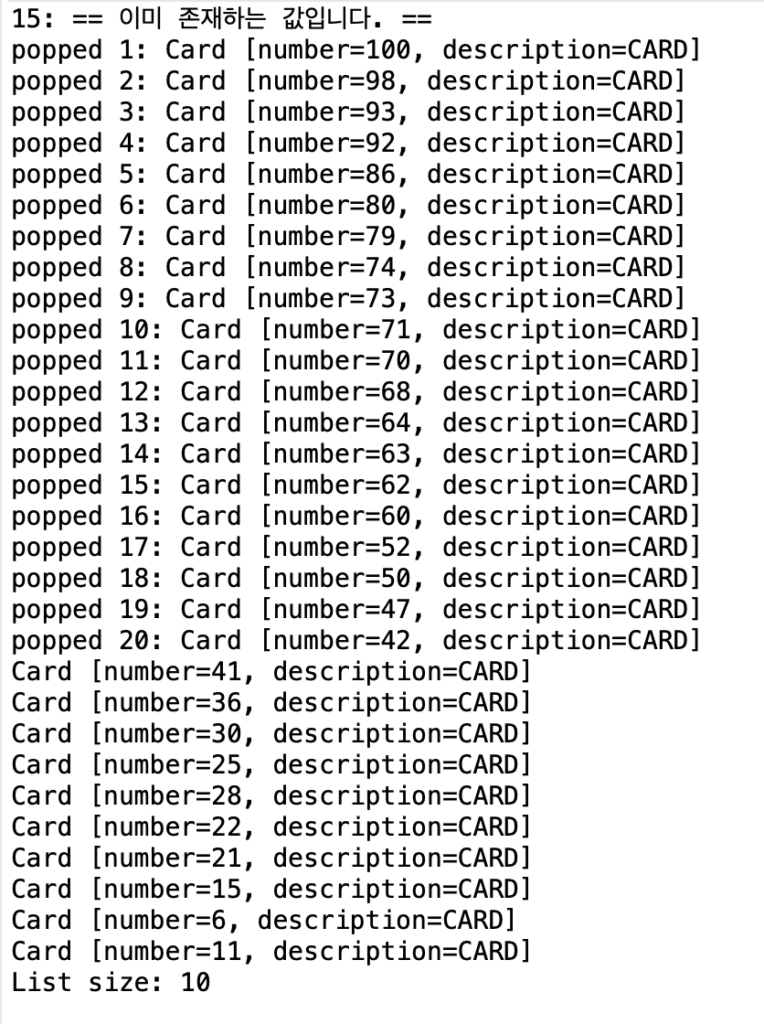 15: == 이미 존재하는 값입니다. ==
popped 1: Card [number=100, description=CARD]
popped 2: Card [number=98, description=CARD]
popped 3: Card [number=93, description=CARD]
popped 4: Card [number=92, description=CARD]
popped 5: Card [number=86, description=CARD]
popped 6: Card [number=80, description=CARD]
popped 7: Card [number=79, description=CARD]
popped 8: Card [number=74, description=CARD]
popped 9: Card [number=73, description=CARD]
popped 10: Card [number=71, description=CARD]
popped 11: Card [number=70, description=CARD]
popped 12: Card [number=68, description=CARD]
popped 13: Card [number=64, description=CARD]
popped 14: Card [number=63, description=CARD]
popped 15: Card [number=62, description=CARD]
popped 16: Card [number=60, description=CARD]
popped 17: Card [number=52, description=CARD]
popped 18: Card [number=50, description=CARD]
popped 19: Card [number=47, description=CARD]
popped 20: Card [number=42, description=CARD]
Card [number=41, description=CARD]
Card [number=36, description=CARD]
Card [number=30, description=CARD]
Card [number=25, description=CARD]
Card [number=28, description=CARD]
Card [number=22, description=CARD]
Card [number=21, description=CARD]
Card [number=15, description=CARD]
Card [number=6, description=CARD]
Card [number=11, description=CARD]
List size: 10